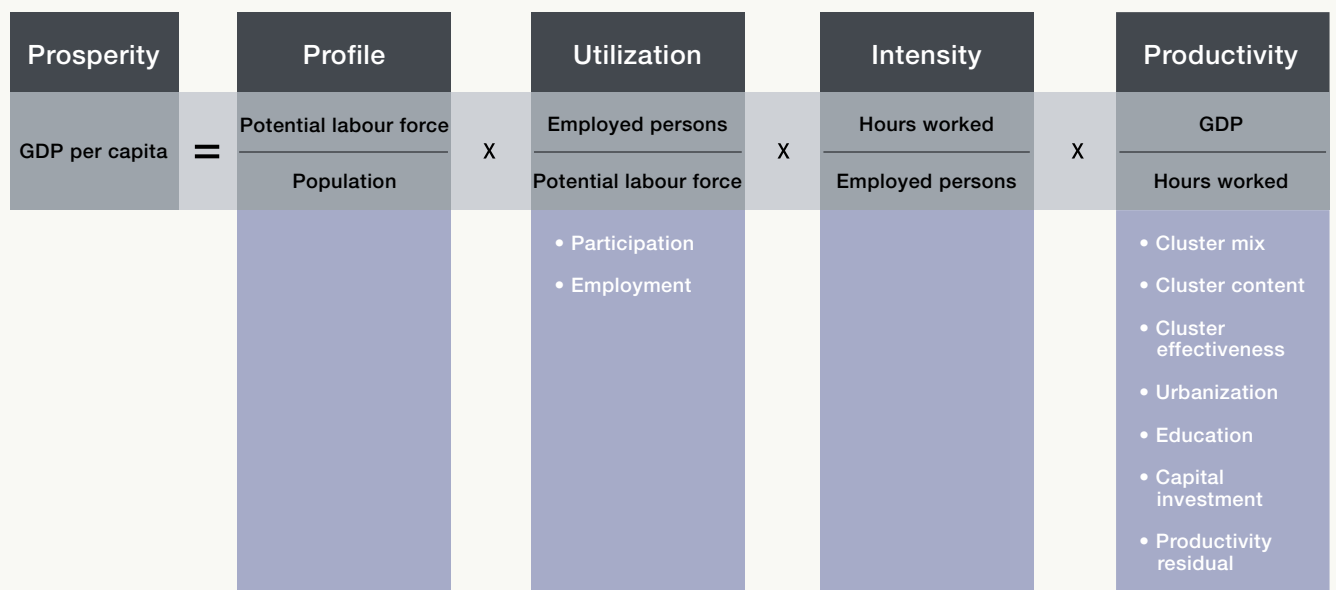 Prosperity
Profile
Utilization
Intensity
Productivity
GDP per capita
=
Potential labour force
Population
x
Employed persons
Potential labour force
x
Hours worked
Employed persons
x
GDP
Hours worked
• Participation
• Employment
• Cluster mix
• Cluster content
• Cluster
effectiveness
• Urbanization
• Education
• Capital
investment
• Productivity
residual